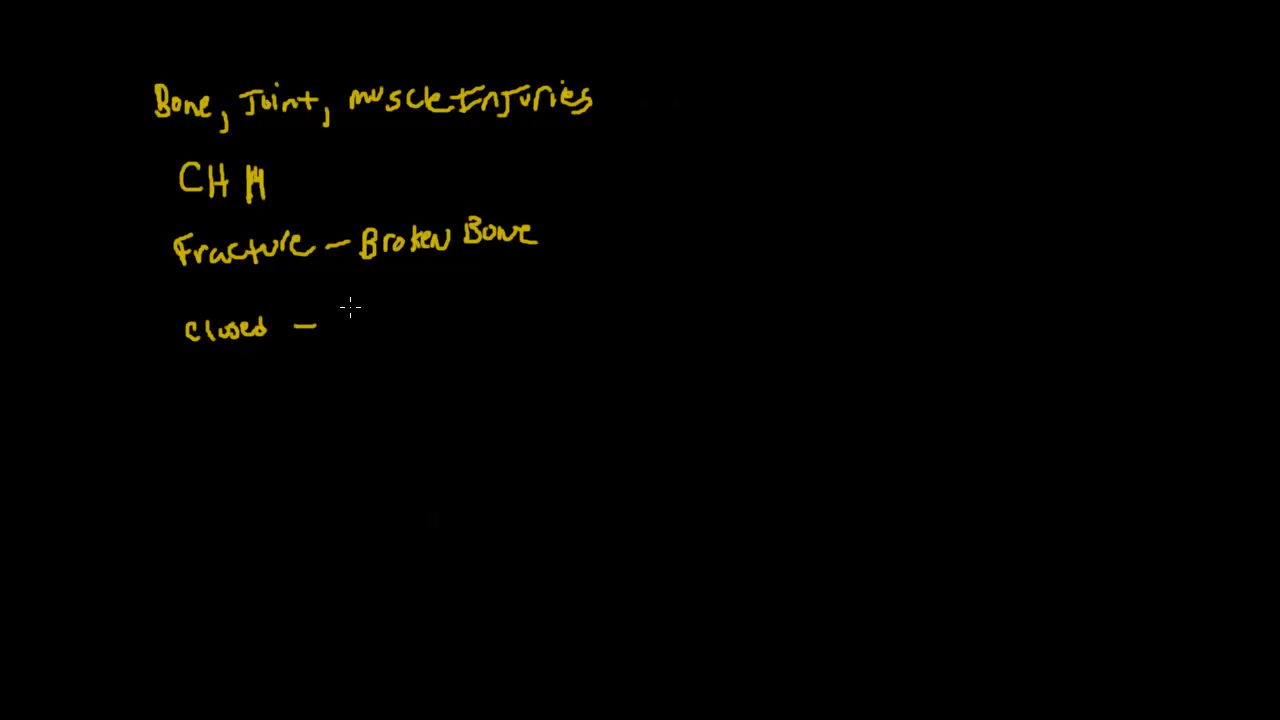 Bone, Joint, muscle Injuries
CH 14
Fracture - Broken Bone
closed -